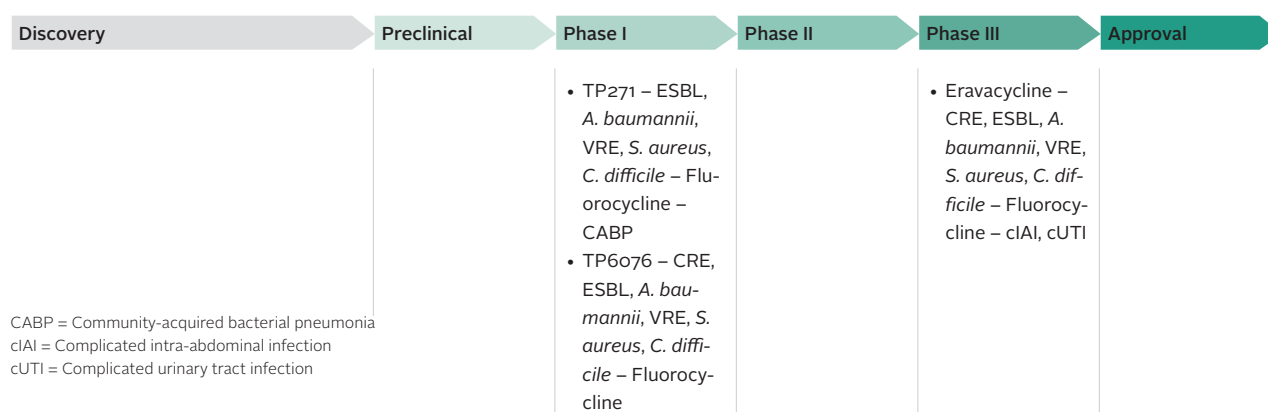 Discovery
Preclinical
Phase I
Phase II
Phase III
Approval
• TP271 – ESBL,
A. baumannii,
VRE, S. aureus,
C. difficile – Flu-
orocycline –
CABP
• TP6076 – CRE,
ESBL, A. bau-
mannii, VRE, S.
aureus, C. diffi-
cile – Fluorocy-
cline
• Eravacycline –
CRE, ESBL, A.
baumannii, VRE,
S. aureus, C. dif-
ficile – Fluorocy-
cline – cIAI, cUTI
CABP = Community-acquired bacterial pneumonia
cIAI = Complicated intra-abdominal infection
cUTI = Complicated urinary tract infection